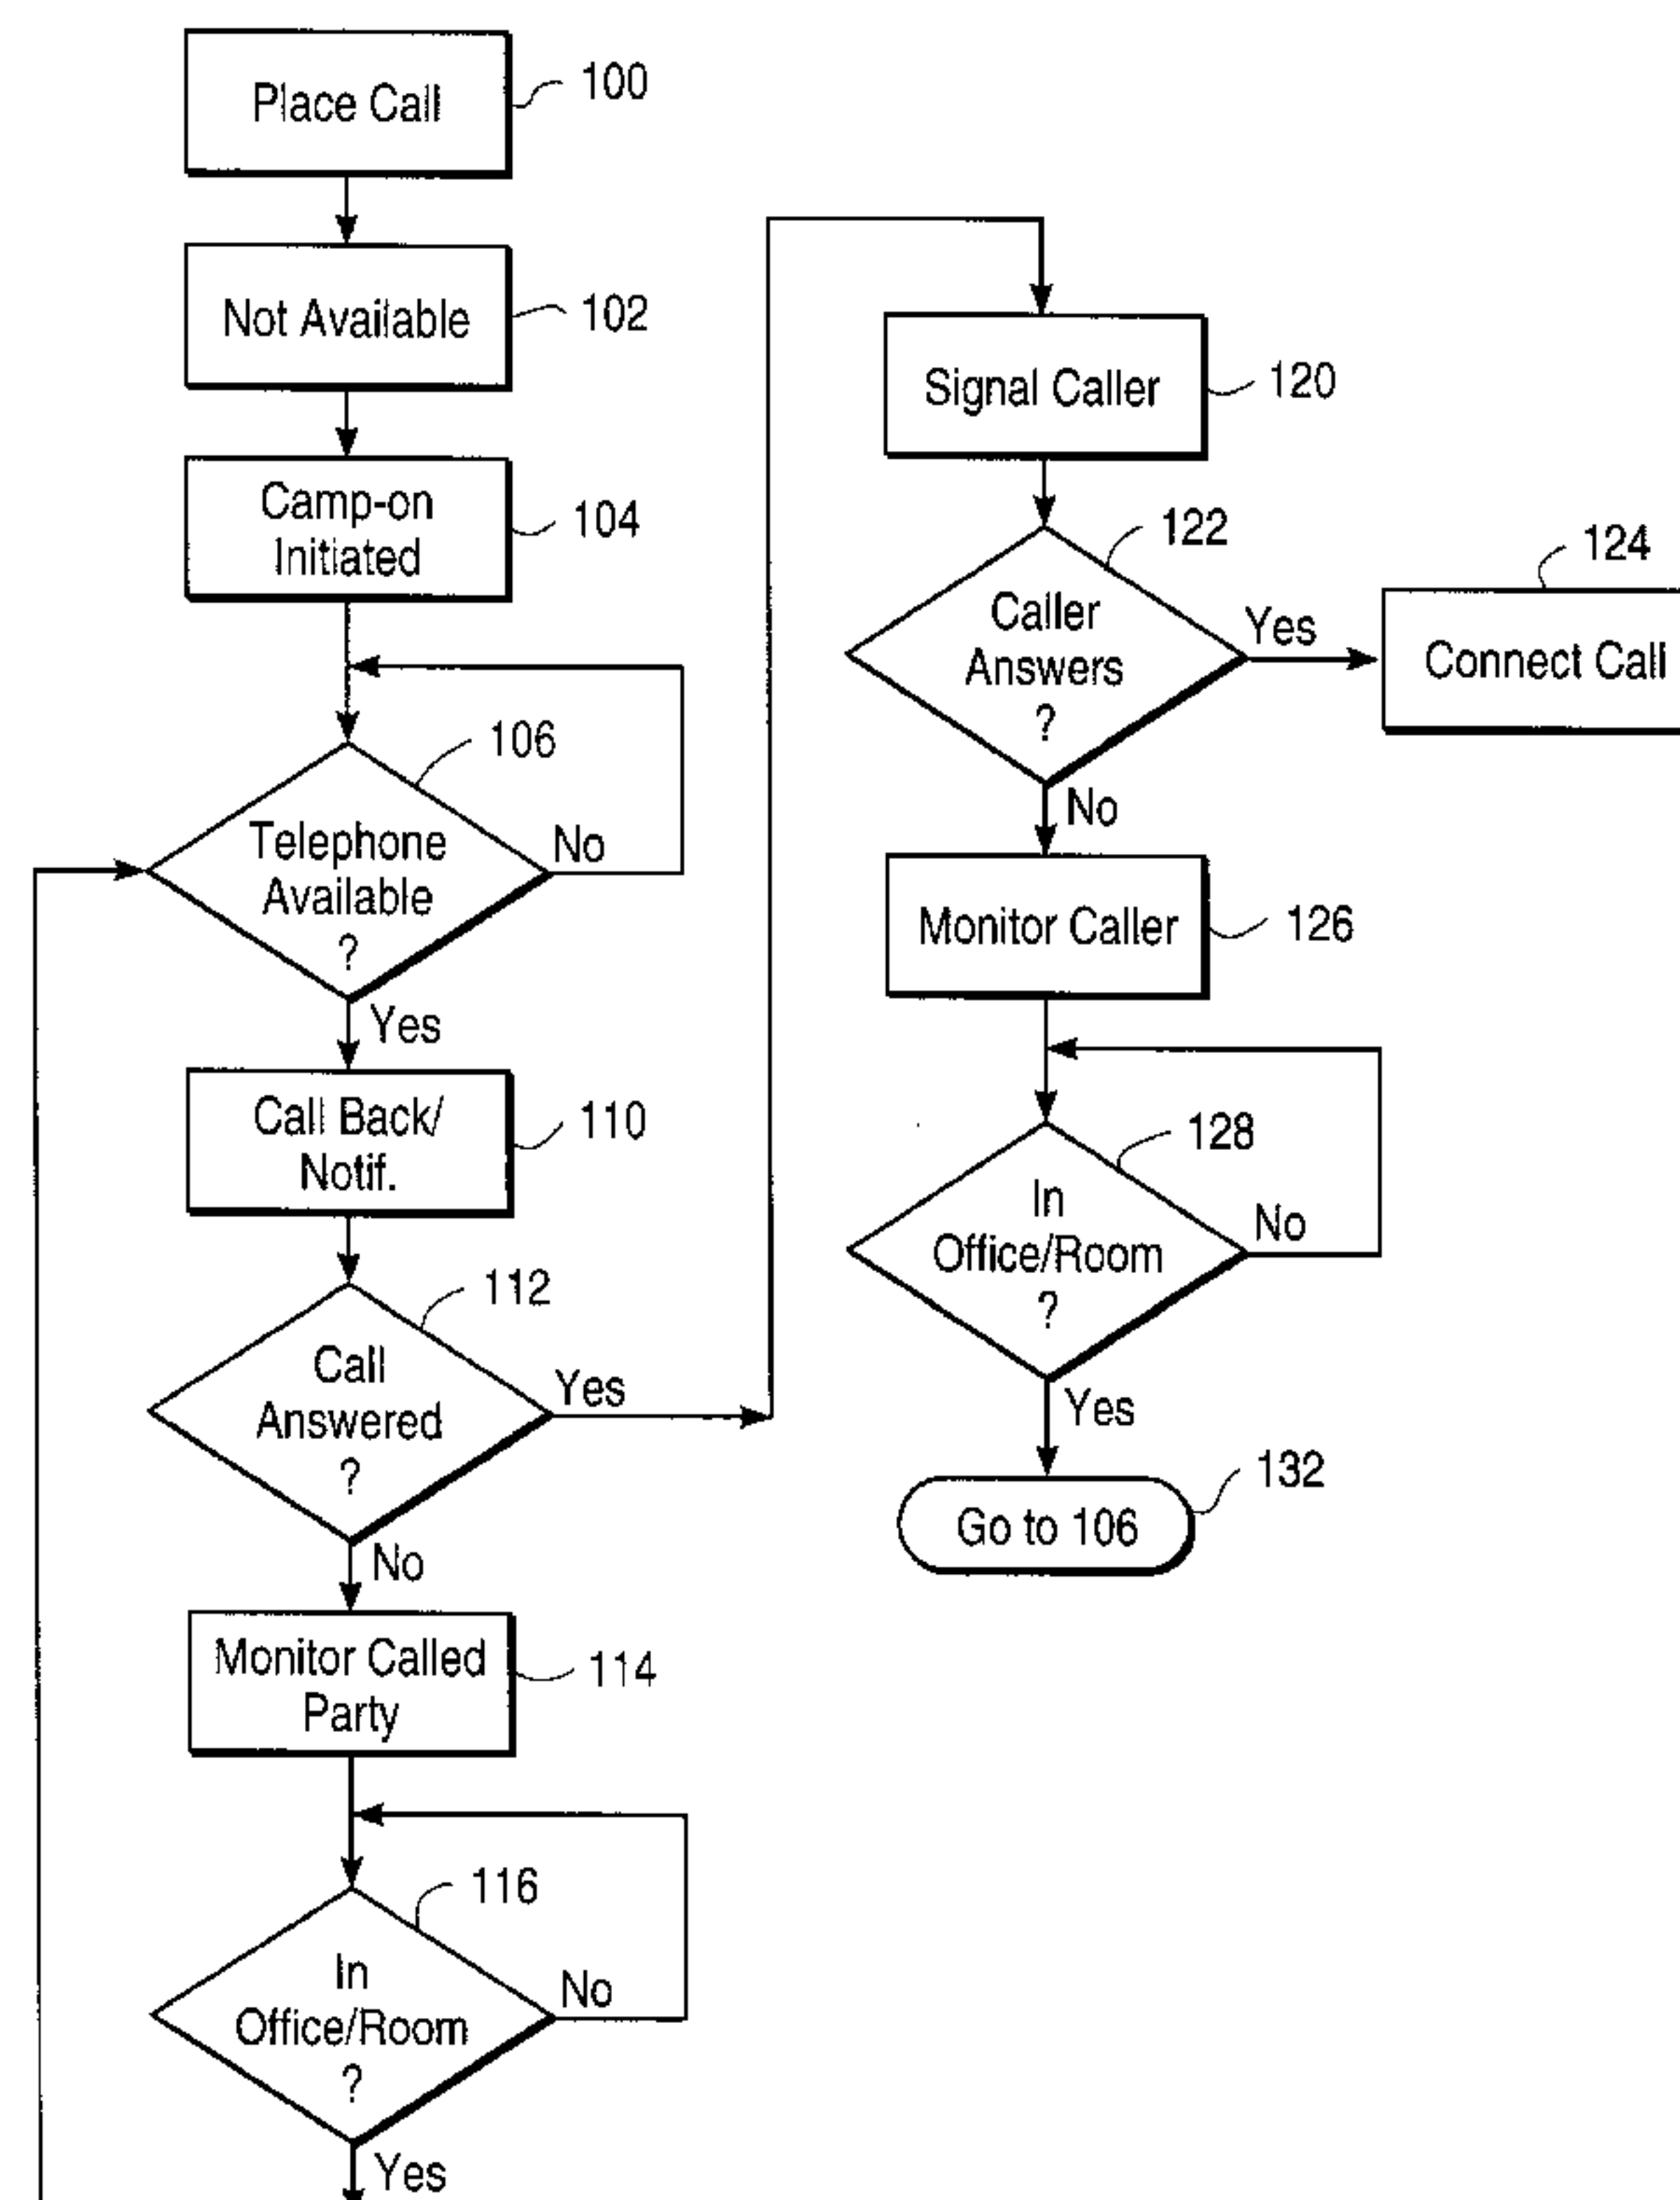 Place Call
100
Not Available
102
Camp-on
Initiated
104
106
Telephone
Available
?
No
Yes
Call Back/
Notif.
110
112
Call
Answered
?
Yes
No
Monitor Called
Party
114
116
In
Office/Room
?
No
Yes
Signal Caller
120
122
Caller
Answers
?
Yes
124
Connect Call
No
Monitor Caller
126
128
In
Office/Room
?
No
Yes
132
Go to 106